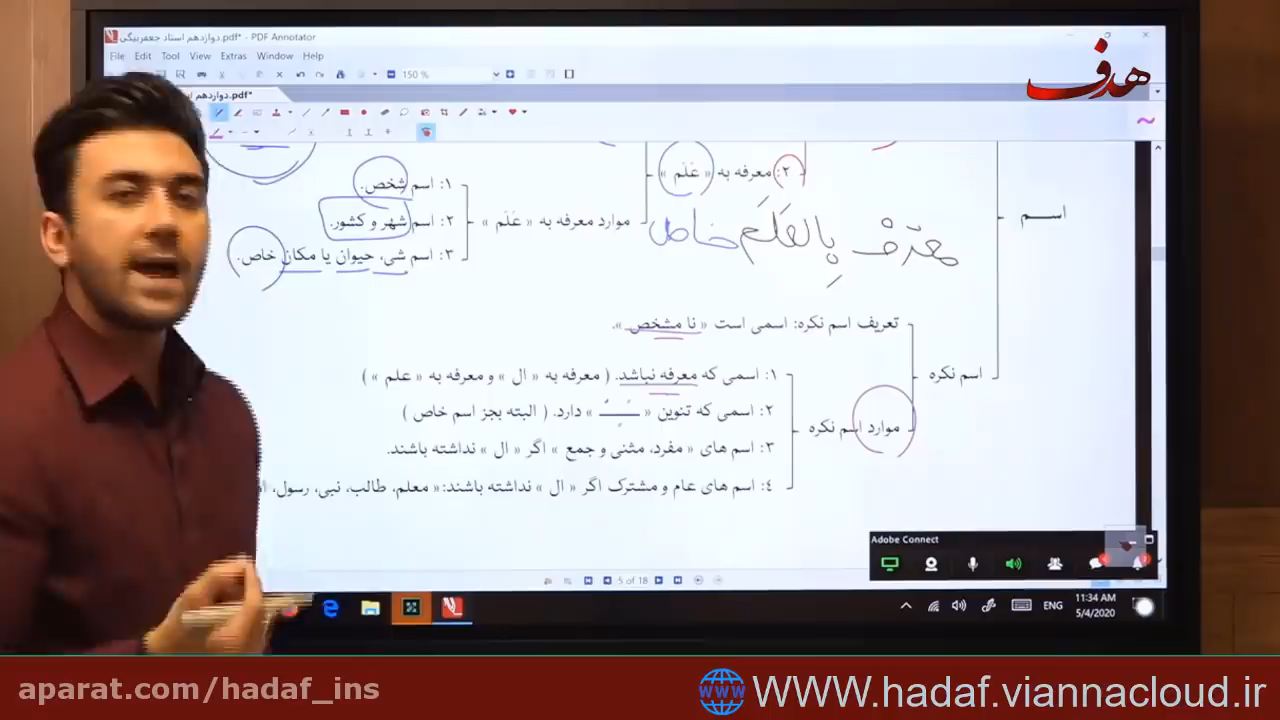 دوازدهم استاد جعفربیگی.pdf* - PDF Annotator
File Edit Tool View Extras Window Help
150 %
هدف
.pdf*
۲: معرفه به « عَلَم »
۱: اسم شخص.
۲: اسم شهر و کشور.
موارد معرفه به « عَلَم »
۳: اسم شیء، حیوان یا مکان خاص.
معرّفْ بِالعَلَم خاص
اسـم
تعریف اسم نکره: اسمی است « نا مشخص ».
اسم نکره
۱: اسمی که معرفه نباشد. ( معرفه به « ال » و معرفه به « علم » )
۲: اسمی که تنوین « ــًـٍـٌ » دارد. ( البته بجز اسم خاص )
موارد اسم نکره
۳: اسم های « مفرد، مثنی و جمع » اگر « ال » نداشته باشند.
۴: اسم های عام و مشترک اگر « ال » نداشته باشند:« معلم، طالب، نبی، رسول،
Adobe Connect
5 of 18
ENG
11:34 AM
5/4/2020
aparat.com/hadaf_ins
WWW.hadaf.viannacloud.ir